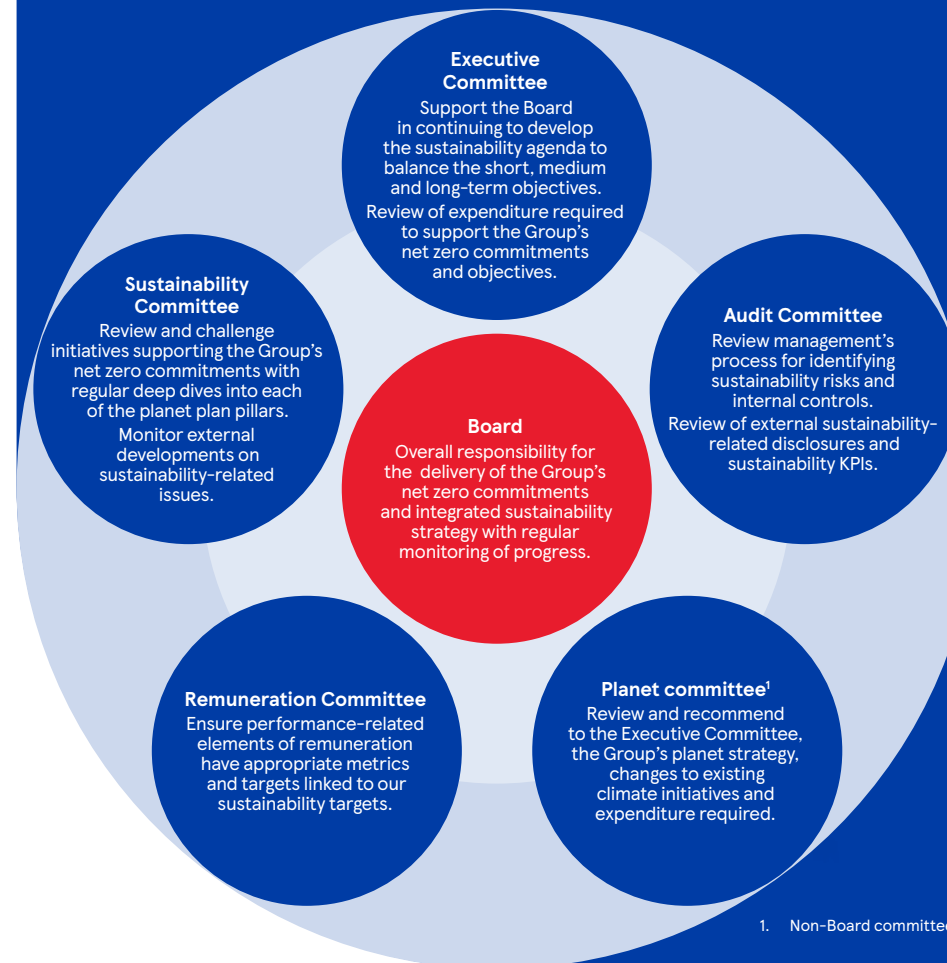 Executive
Committee
Support the Board
in continuing to develop
the sustainability agenda to
balance the short, medium
and long-term objectives.
Review of expenditure required
to support the Group's
net zero commitments
and objectives.
Sustainability
Committee
Review and challenge
initiatives supporting the Group's
net zero commitments with
regular deep dives into each
of the planet plan pillars.
Monitor external
developments on
sustainability-related
issues.
Audit Committee
Review management's
process for identifying
sustainability risks and
internal controls.
Review of external sustainability-
related disclosures and
sustainability KPIs.
Board
Overall responsibility for
the delivery of the Group's
net zero commitments
and integrated sustainability
strategy with regular
monitoring of progress.
Remuneration Committee
Ensure performance-related
elements of remuneration
have appropriate metrics
and targets linked to our
sustainability targets.
Planet committee¹
Review and recommend
to the Executive Committee,
the Group's planet strategy,
changes to existing
climate initiatives and
expenditure required.
1. Non-Board committee